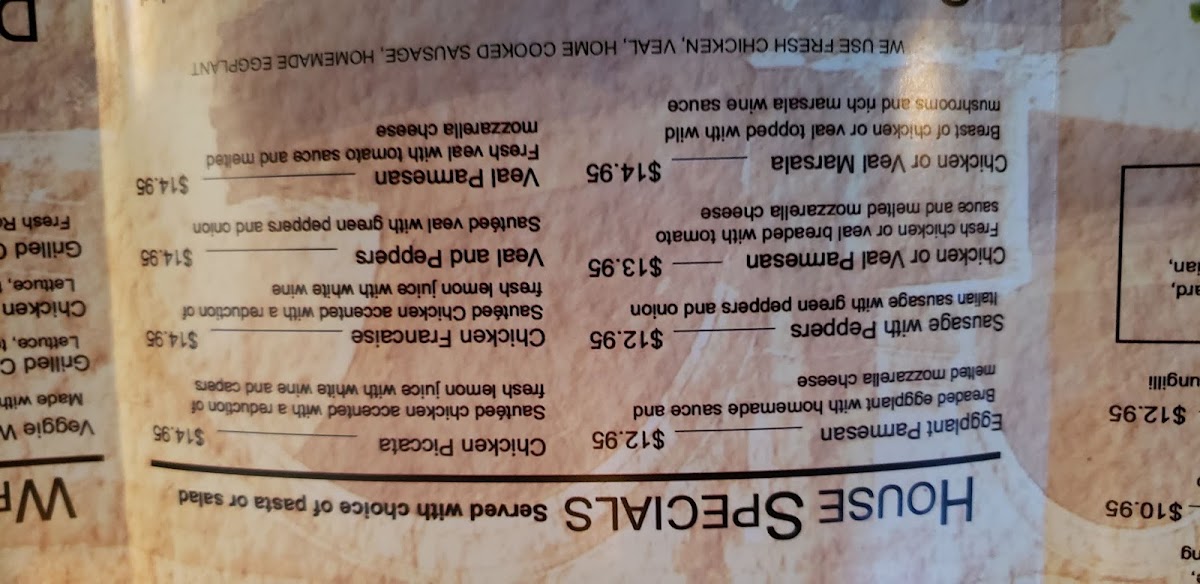 HOUSE SPECIALS Served with choice of pasta or salad
Eggplant Parmesan $12.95
Breaded eggplant with homemade sauce and
melted mozzarella cheese
Sausage with Peppers $12.95
Italian sausage with green peppers and onion
Chicken or Veal Parmesan $13.95
Fresh chicken or veal breaded with tomato
sauce and melted mozzarella cheese
Chicken or Veal Marsala $14.95
Breast of chicken or veal topped with wild
mushrooms and rich marsala wine sauce
Chicken Piccata $14.95
Sautéed chicken accented with a reduction of
fresh lemon juice with white wine and capers
Chicken Francaise $14.95
Sautéed Chicken accented with a reduction of
fresh lemon juice with white wine
Veal and Peppers $14.95
Sautéed veal with green peppers and onion
Veal Parmesan $14.95
Fresh veal with tomato sauce and melted
mozzarella cheese
WE USE FRESH CHICKEN, VEAL, HOME COOKED SAUSAGE, HOMEMADE EGGPLANT
$10.95
$12.95
Veggie
Made with
Grilled
Lettuce,
Chicken
Lettuce,
Grilled
Fresh